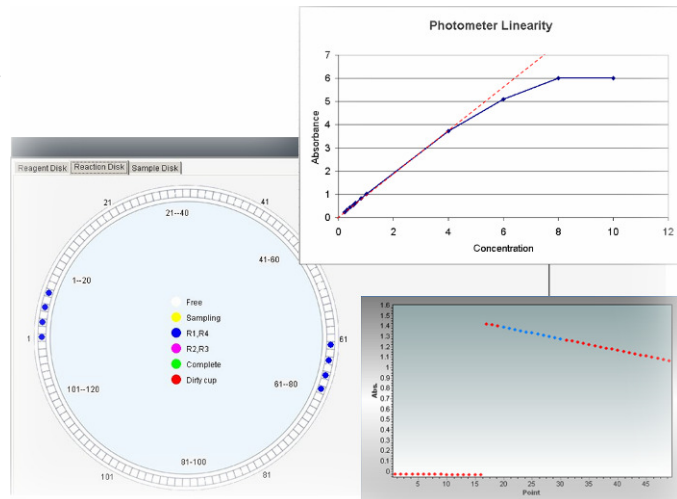 Photometer Linearity
7
6
5
4
3
2
1
0
Absorbance
0 2 4 6 8 10 12
Concentration
Reagent Disk Reaction Disk Sample Disk
21
41
21--40
41-60
1--20
1
61
Free
Sampling
R1,R4
R2,R3
Complete
Dirty cup
101--120
61--80
81-100
101
81
1.6
1.5
1.4
1.3
1.2
1.1
1
0.9
0.8
0.7
0.6
0.5
0.4
0.3
0.2
0.1
0
Abs.
5 10 15 20 25 30 35 40 45
Point